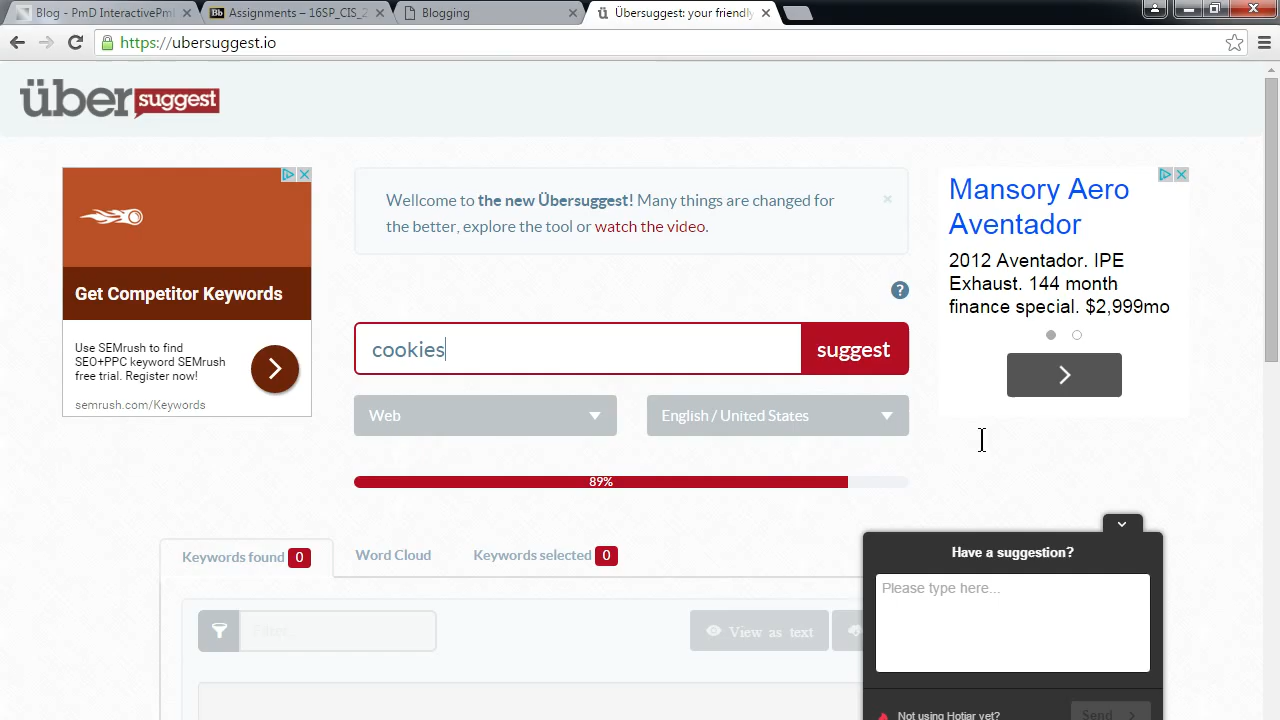 Blog - PmD InteractivePm
Assignments – 16SP_CIS_2
Blogging
Übersuggest: your friendly
https://ubersuggest.io
über suggest
Get Competitor Keywords
Use SEMrush to find
SEO+PPC keyword SEMrush
free trial. Register now!
semrush.com/Keywords
Wellcome to the new Übersuggest! Many things are changed for
the better, explore the tool or watch the video.
Mansory Aero
Aventador
2012 Aventador. IPE
Exhaust. 144 month
finance special. $2,999mo
cookies
suggest
Web
English / United States
89%
Keywords found 0
Word Cloud
Keywords selected 0
Filter...
View as text
Have a suggestion?
Please type here...
Not using Hotjar yet?
Send